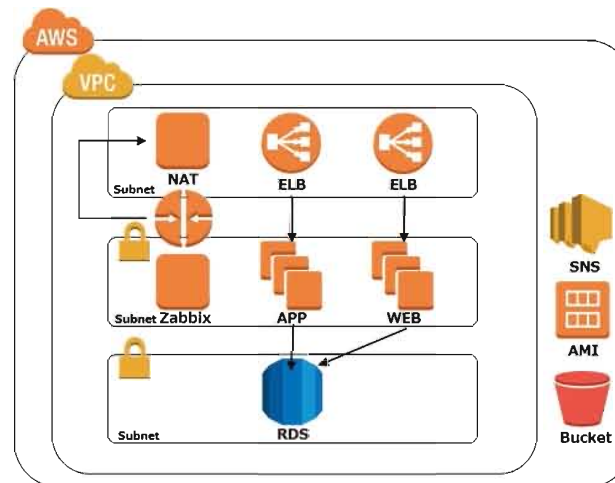 AWS
VPC
NAT
ELB
ELB
Subnet
Zabbix
APP
WEB
Subnet
RDS
Subnet
SNS
AMI
Bucket